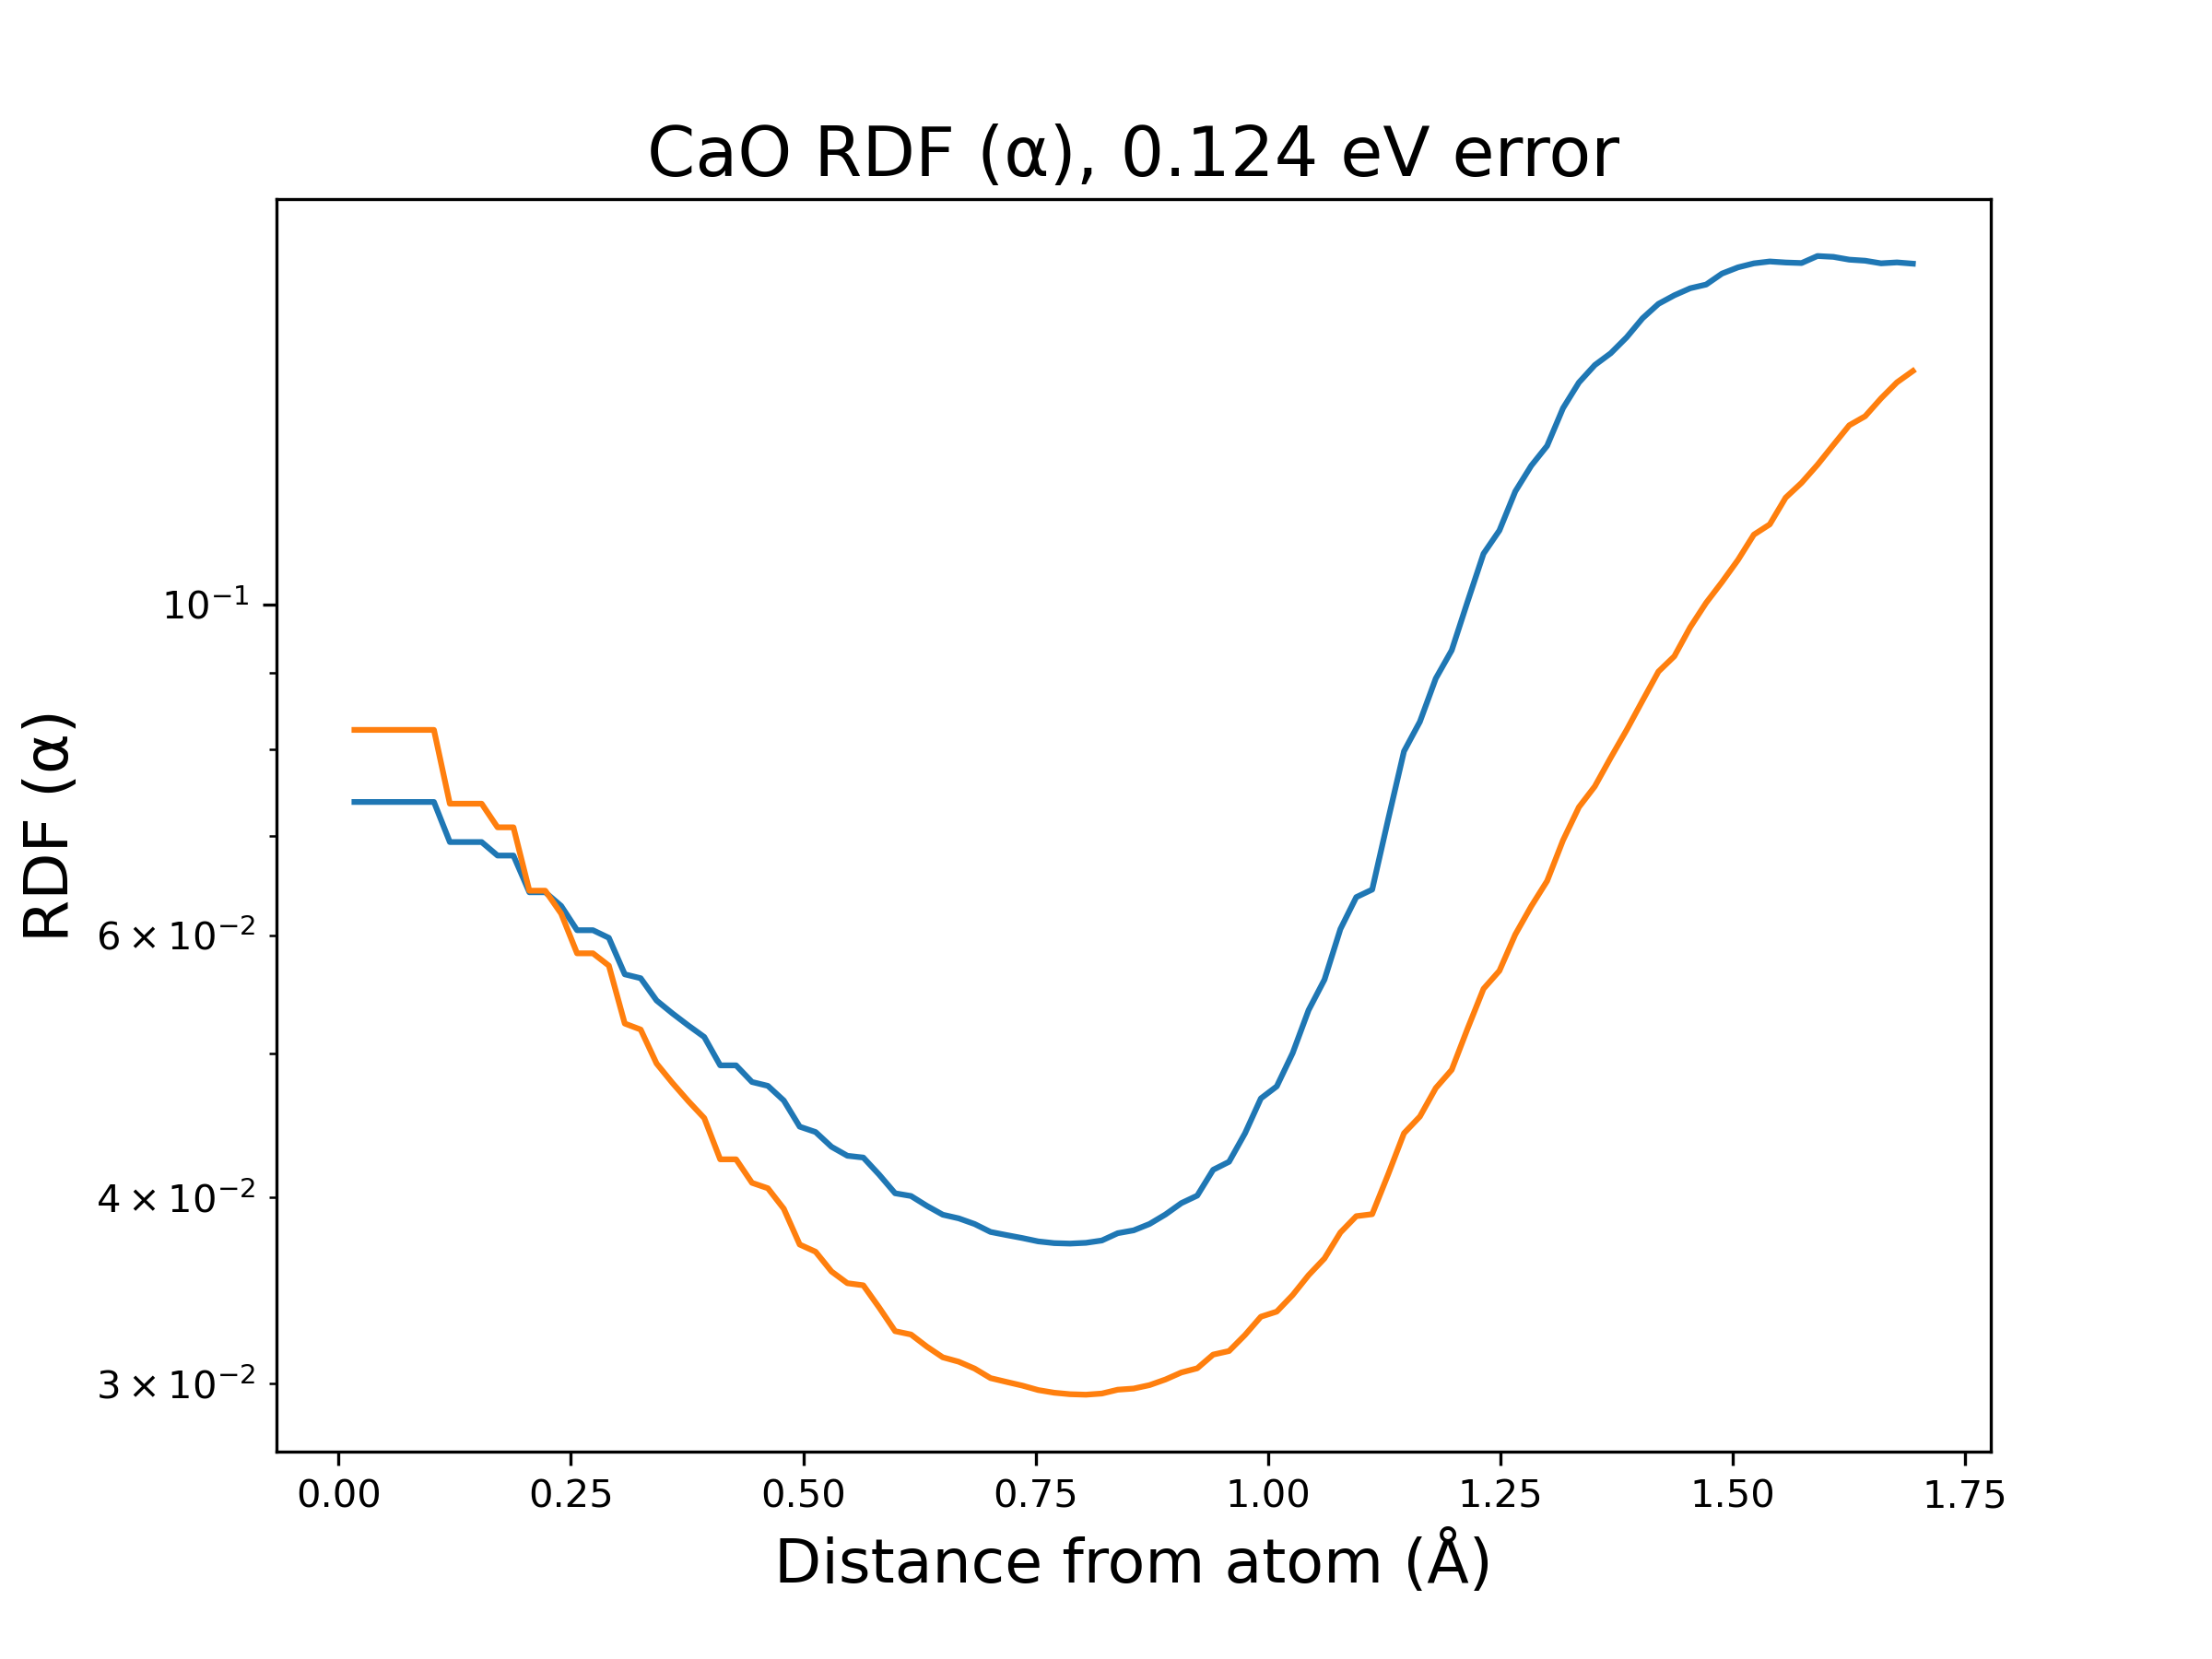 CaO RDF (α), 0.124 eV error
RDF (α)
10⁻¹
6 × 10⁻²
4 × 10⁻²
3 × 10⁻²
0.00 0.25 0.50 0.75 1.00 1.25 1.50 1.75
Distance from atom (Å)